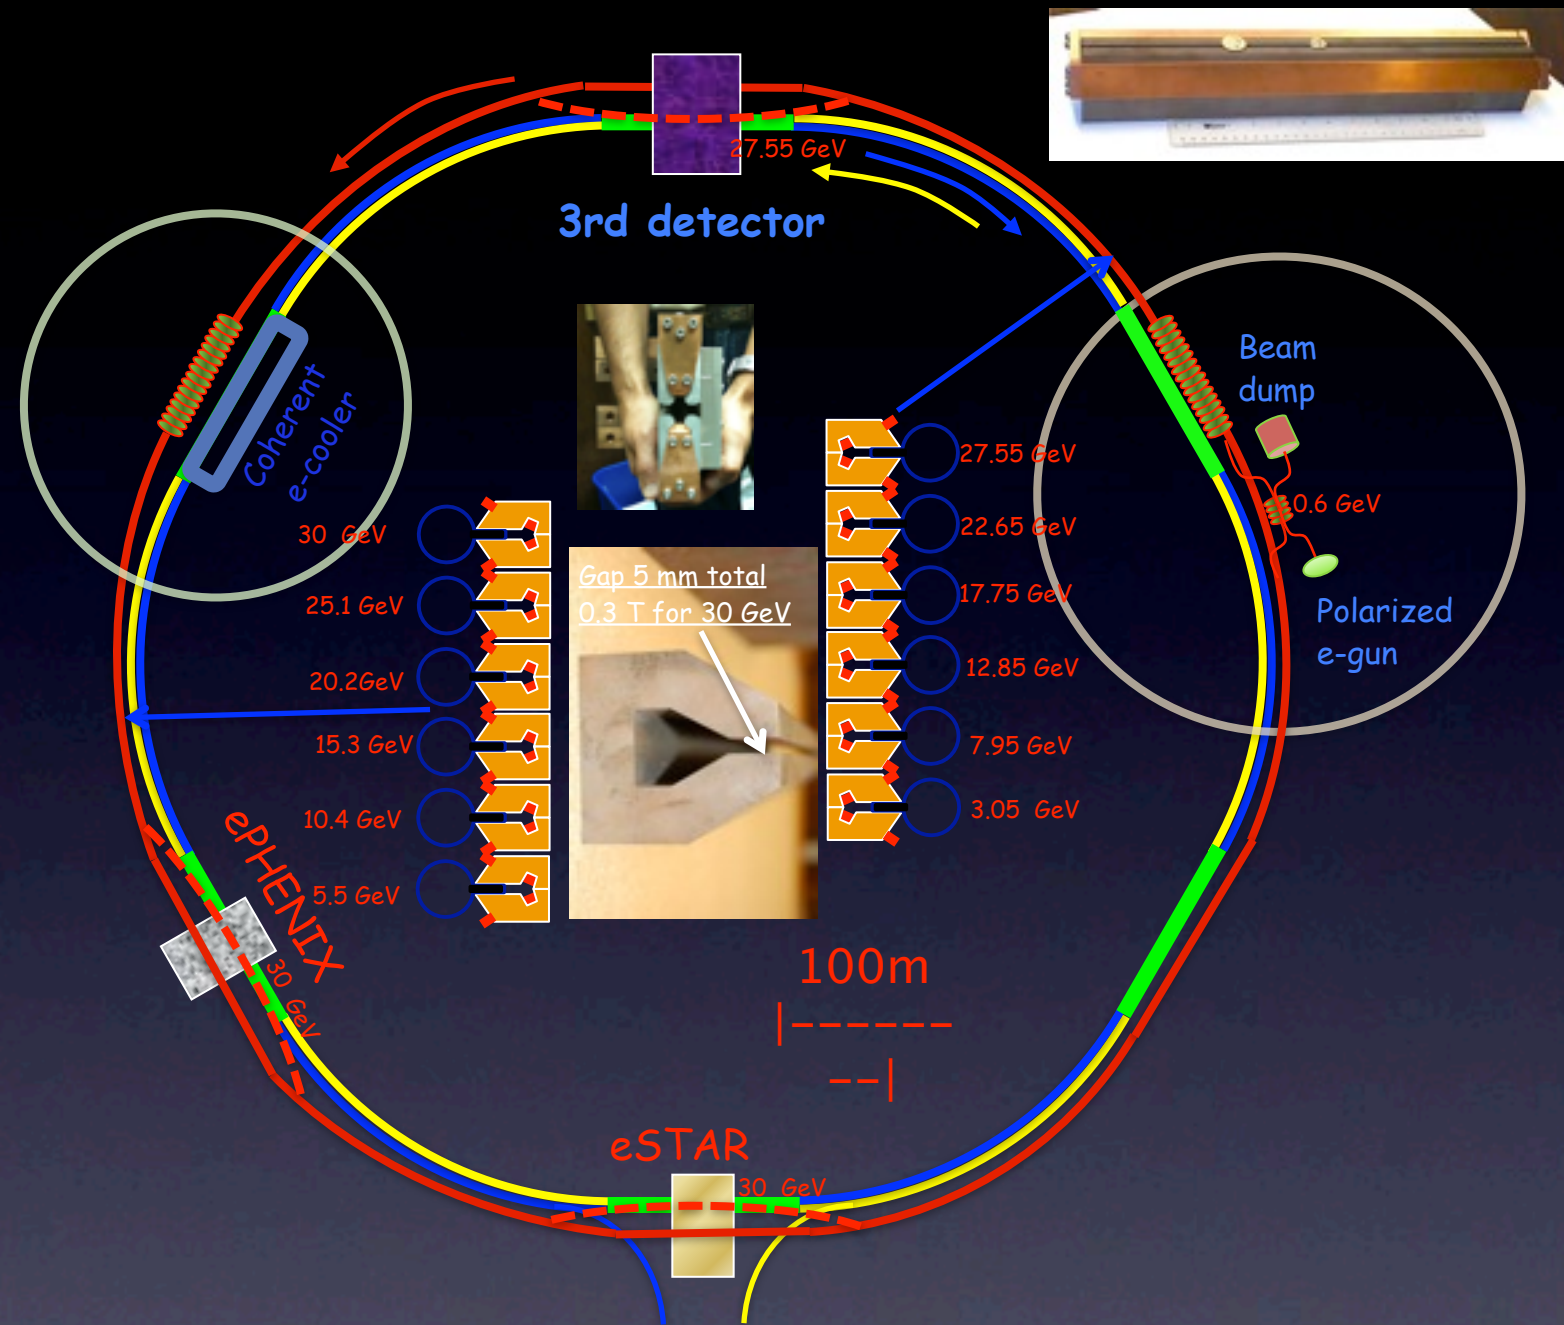 27.55 GeV
3rd detector
Beam
dump
Coherent
e-cooler
0.6 GeV
Polarized
e-gun
30 GeV
25.1 GeV
20.2GeV
15.3 GeV
10.4 GeV
5.5 GeV
Gap 5 mm total
0.3 T for 30 GeV
27.55 GeV
22.65 GeV
17.75 GeV
12.85 GeV
7.95 GeV
3.05 GeV
ePHENIX
30 GeV
100m
|------
--|
eSTAR
30 GeV